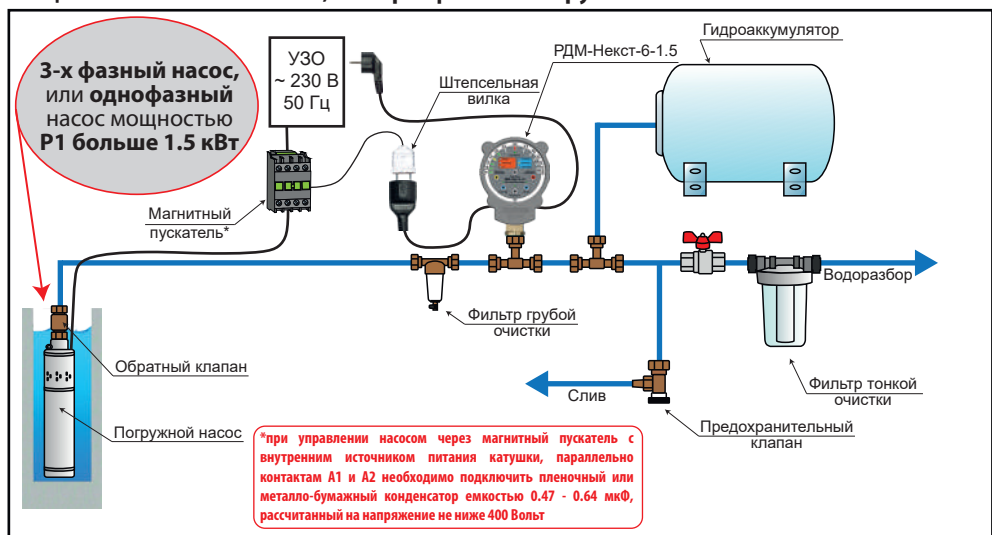 3-х фазный насос,
или однофазный
насос мощностью
Р1 больше 1.5 кВт
УЗО
~ 230 В
50 Гц
Штепсельная
вилка
РДМ-Некст-6-1.5
Гидроаккумулятор
Магнитный
пускатель*
Водоразбор
Фильтр грубой
очистки
Обратный клапан
Слив
Фильтр тонкой
очистки
Предохранительный
клапан
Погружной насос
*при управлении насосом через магнитный пускатель с
внутренним источником питания катушки, параллельно
контактам А1 и А2 необходимо подключить пленочный или
металло-бумажный конденсатор емкостью 0.47 - 0.64 мкФ,
рассчитанный на напряжение не ниже 400 Вольт